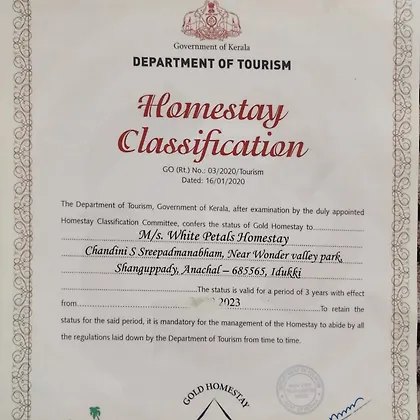 Government of Kerala
DEPARTMENT OF TOURISM
Homestay
Classification
GO (Rt.) No.: 03/2020/Tourism
Dated: 16/01/2020
The Department of Tourism, Government of Kerala, after examination by the duly appointed
Homestay Classification Committee, confers the status of Gold Homestay to
M/s. White Petals Homestay
Chandini S Sreepadmanabham, Near Wonder valley park,
Shanguppady, Anachal – 685565, Idukki
The status is valid for a period of 3 years with effect
from 2023 To retain the
status for the said period, it is mandatory for the management of the Homestay to abide by all
the regulations laid down by the Department of Tourism from time to time.
GOLD HOMESTAY